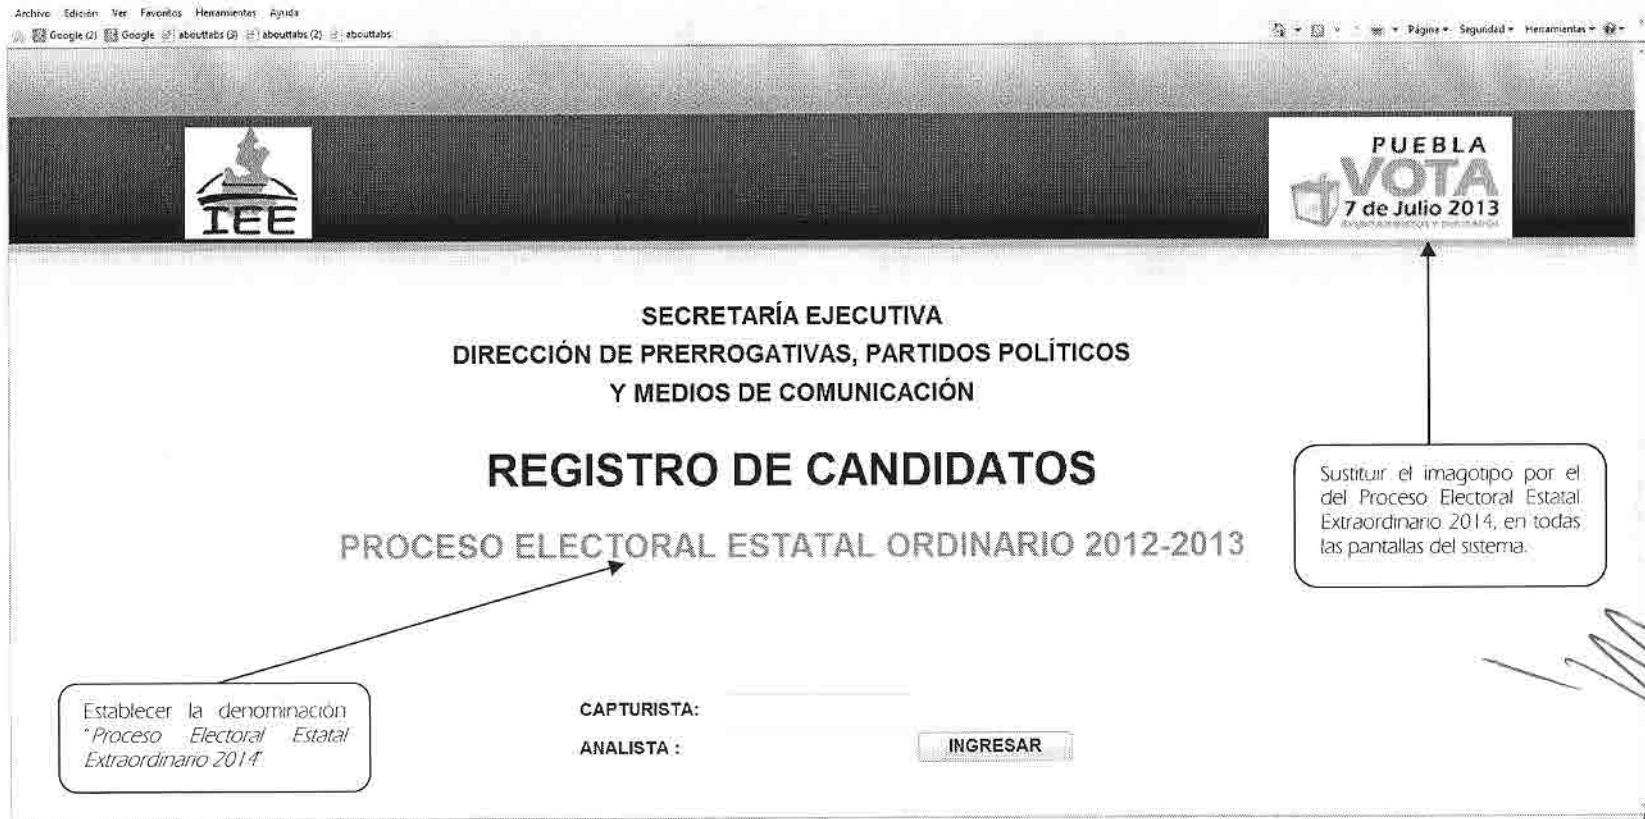 Archivo Edición Ver Favoritos Herramientas Ayuda
Google (2) Google abouttabs (3) abouttabs (2) abouttabs
Página Seguridad Herramientas
IEE
PUEBLA
VOTA
7 de Julio 2013
SECRETARÍA EJECUTIVA
DIRECCIÓN DE PRERROGATIVAS, PARTIDOS POLÍTICOS
Y MEDIOS DE COMUNICACIÓN
REGISTRO DE CANDIDATOS
PROCESO ELECTORAL ESTATAL ORDINARIO 2012-2013
Sustituir el imagotipo por el
del Proceso Electoral Estatal
Extraordinario 2014, en todas
las pantallas del sistema.
Establecer la denominación
"Proceso Electoral Estatal
Extraordinario 2014"
CAPTURISTA:
ANALISTA :
INGRESAR